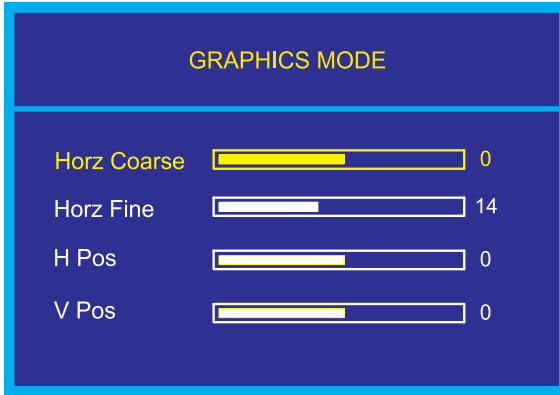 GRAPHICS MODE
Horz Coarse 0
Horz Fine 14
H Pos 0
V Pos 0